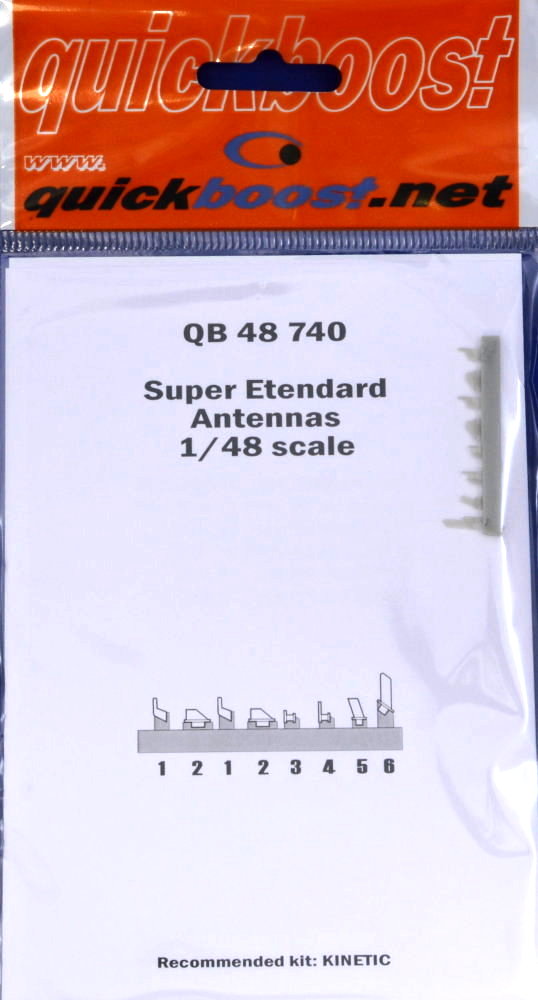 quickboost
www.
quickboost.net
QB 48 740
Super Etendard
Antennas
1/48 scale
1 2 1 2 3 4 5 6
Recommended kit: KINETIC